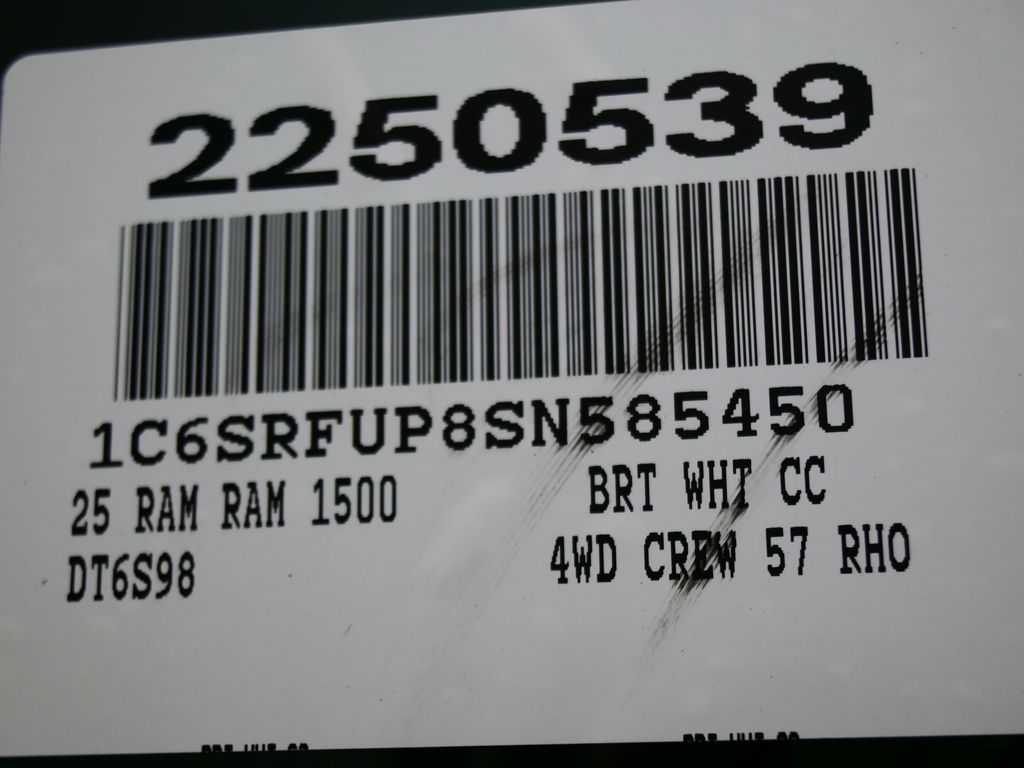 2250539
1C6SRFUP8SN585450
25 RAM RAM 1500 BRT WHT CC
DT6S98 4WD CREW 57 RHO